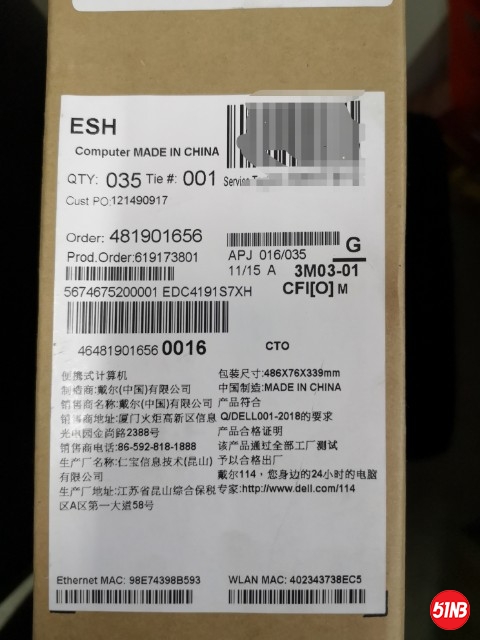 ESH
Computer MADE IN CHINA
QTY: 035 Tie #: 001
Cust PO:121490917
Order: 481901656
Prod.Order:619173801
APJ 016/035
G
11/15 A
3M03-01
5674675200001 EDC4191S7XH
CFI[O] M
46481901656 0016
CTO
便携式计算机
制造商:戴尔(中国)有限公司
销售商名称:戴尔(中国)有限公司
销售商地址:厦门火炬高新区信息
光电园金尚路2388号
销售商电话:86-592-818-1888
生产厂名称:仁宝信息技术(昆山)
有限公司
生产厂地址:江苏省昆山综合保税
区A区第一大道58号
包装尺寸:486X76X339mm
中国制造:MADE IN CHINA
产品符合
Q/DELL001-2018的要求
产品合格证明
该产品通过全部工厂测试
予以合格出厂
戴尔114，您身边的24小时的电脑
专家:http://www.dell.com/114
Ethernet MAC: 98E74398B593
WLAN MAC: 402343738EC5
51NB